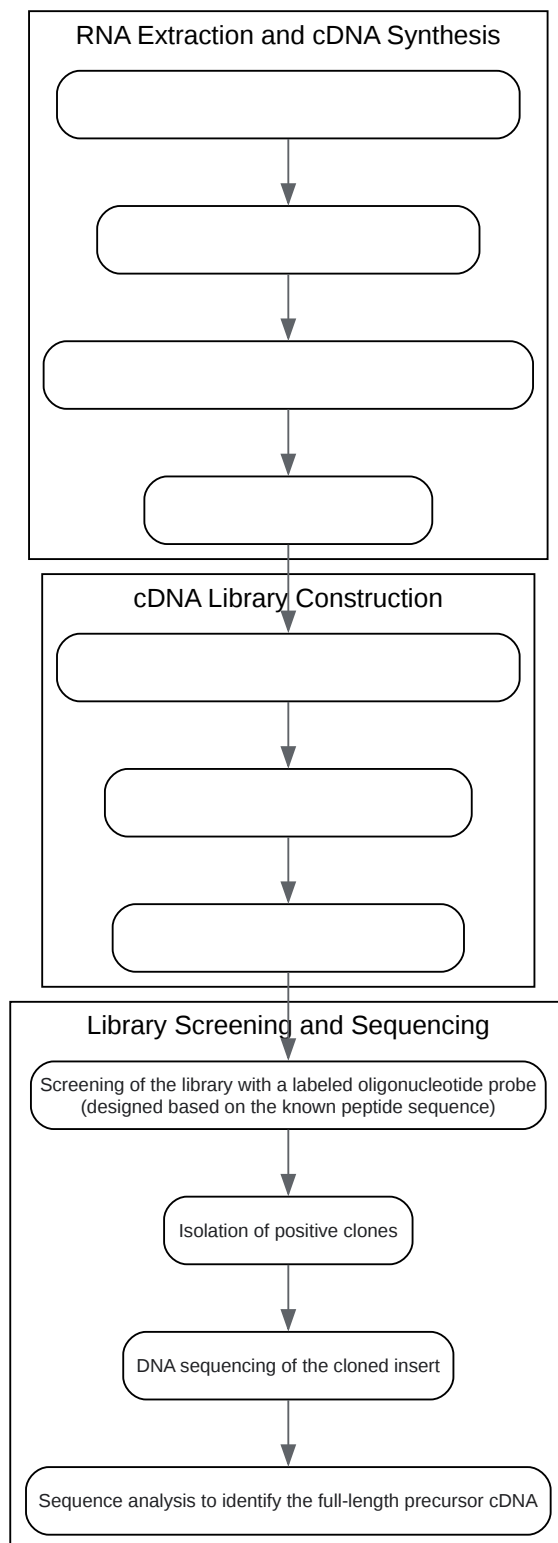 RNA Extraction and cDNA Synthesis
cDNA Library Construction
Library Screening and Sequencing
Screening of the library with a labeled oligonucleotide probe
(designed based on the known peptide sequence)
Isolation of positive clones
DNA sequencing of the cloned insert
Sequence analysis to identify the full-length precursor cDNA